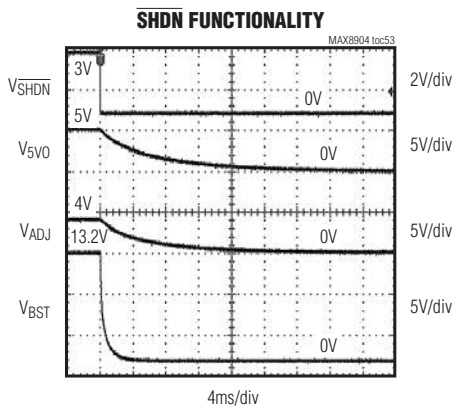 SHDN FUNCTIONALITY
MAX8904 toc53
3V
VSHDN
0V
2V/div
5V
V5VO
0V
5V/div
4V
VADJ
13.2V
0V
5V/div
VBST
0V
5V/div
4ms/div